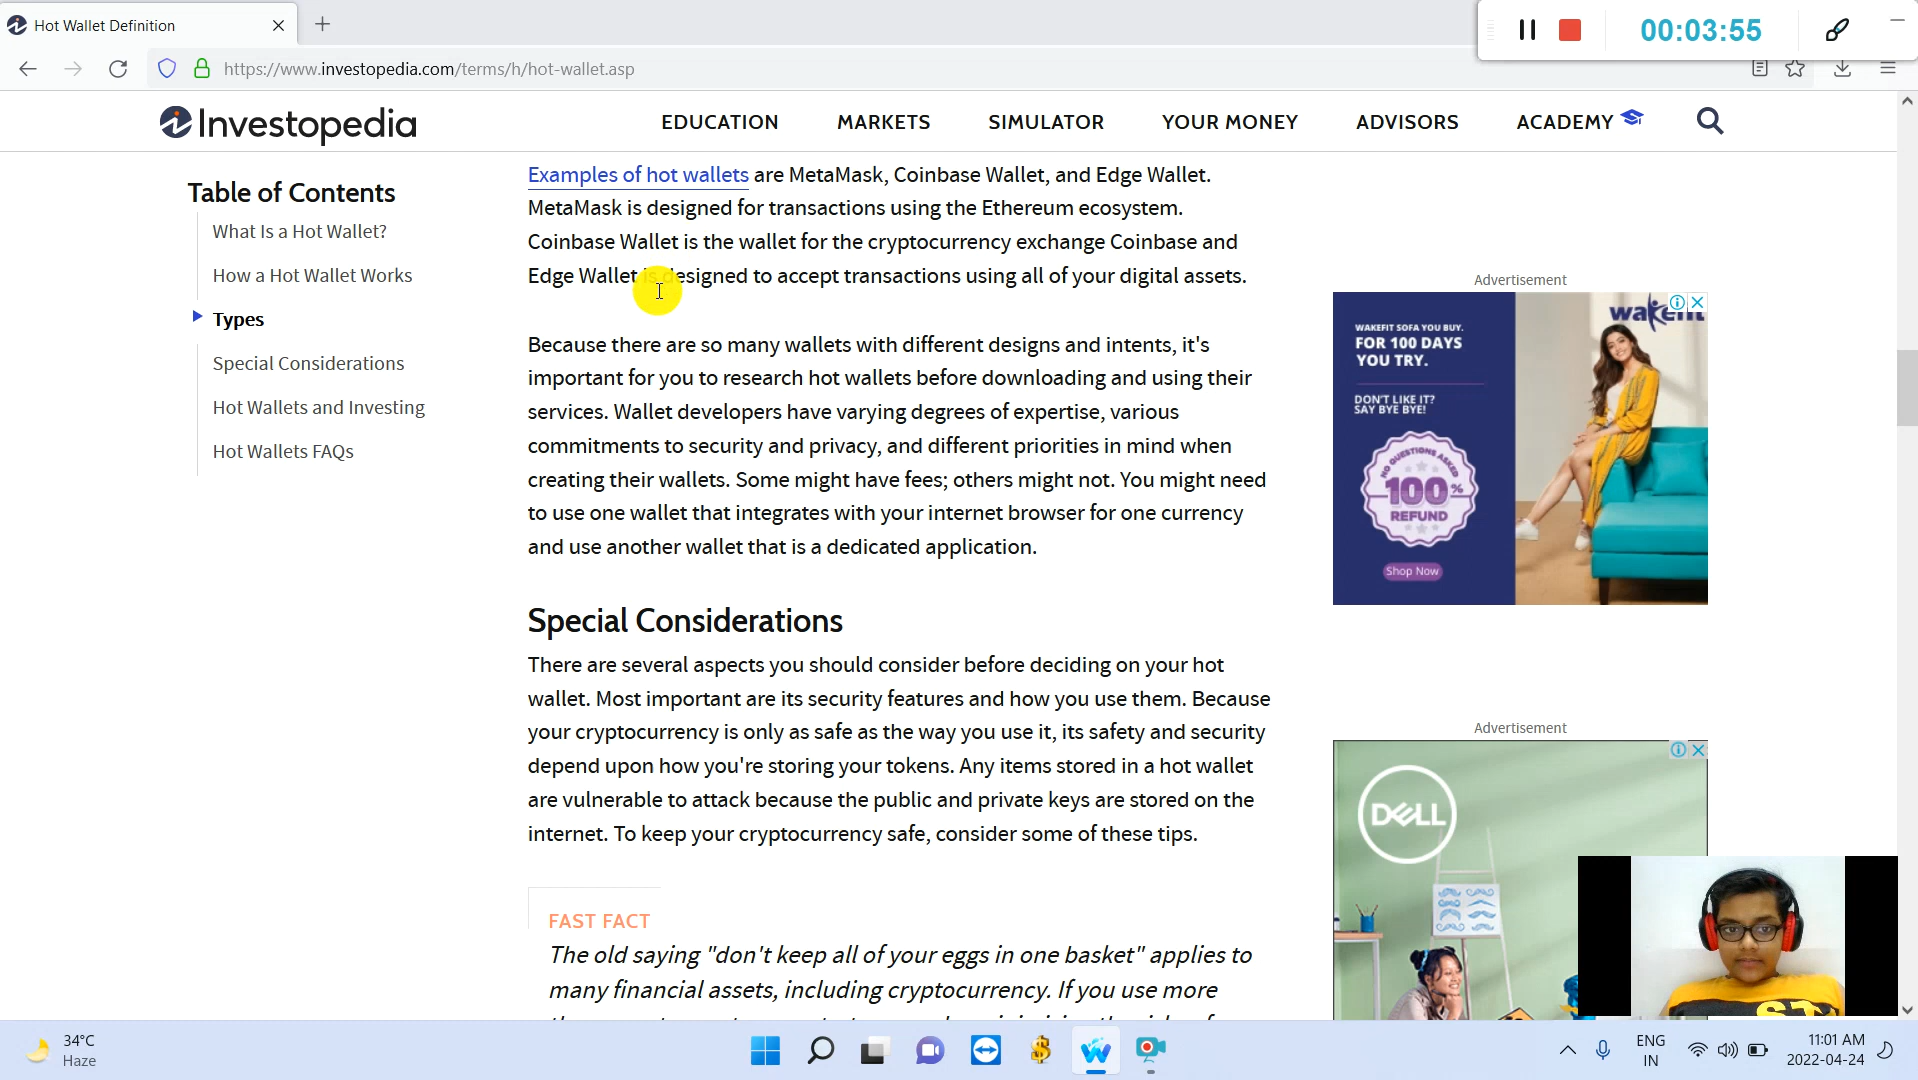 Hot Wallet Definition
00:03:55
https://www.investopedia.com/terms/h/hot-wallet.asp
Investopedia
EDUCATION
MARKETS
SIMULATOR
YOUR MONEY
ADVISORS
ACADEMY
Table of Contents
What Is a Hot Wallet?
How a Hot Wallet Works
Types
Special Considerations
Hot Wallets and Investing
Hot Wallets FAQs
Examples of hot wallets are MetaMask, Coinbase Wallet, and Edge Wallet.
MetaMask is designed for transactions using the Ethereum ecosystem.
Coinbase Wallet is the wallet for the cryptocurrency exchange Coinbase and
Edge Wallet is designed to accept transactions using all of your digital assets.
Because there are so many wallets with different designs and intents, it's
important for you to research hot wallets before downloading and using their
services. Wallet developers have varying degrees of expertise, various
commitments to security and privacy, and different priorities in mind when
creating their wallets. Some might have fees; others might not. You might need
to use one wallet that integrates with your internet browser for one currency
and use another wallet that is a dedicated application.
Special Considerations
There are several aspects you should consider before deciding on your hot
wallet. Most important are its security features and how you use them. Because
your cryptocurrency is only as safe as the way you use it, its safety and security
depend upon how you're storing your tokens. Any items stored in a hot wallet
are vulnerable to attack because the public and private keys are stored on the
internet. To keep your cryptocurrency safe, consider some of these tips.
FAST FACT
The old saying "don't keep all of your eggs in one basket" applies to
many financial assets, including cryptocurrency. If you use more
Advertisement
wakefit
WAKEFIT SOFA YOU BUY.
FOR 100 DAYS
YOU TRY.
DON'T LIKE IT?
SAY BYE BYE!
NO QUESTIONS ASKED
100%
REFUND
Shop Now
Advertisement
DELL
34°C
Haze
ENG
IN
11:01 AM
2022-04-24